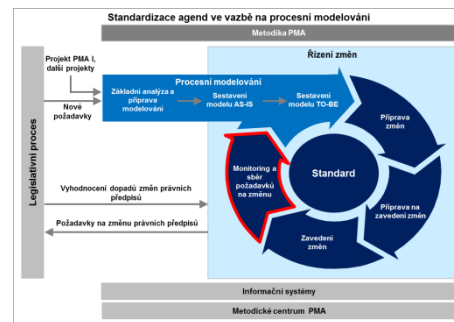 Standardizace agend ve vazbě na procesní modelování
Metodika PMA
Projekt PMA I,
další projekty
Nové
požadavky
Legislativní proces
Řízení změn
Procesní modelování
Základní analýza a
příprava
modelování
Sestavení
modelu AS-IS
Sestavení
modelu TO-BE
Příprava
změn
Monitoring a
sběr
požadavků
na změnu
Standard
Příprava na
zavedení změn
Zavedení
změn
Vyhodnocení dopadů změn právních
předpisů
Požadavky na změnu právních předpisů
Informační systémy
Metodické centrum PMA